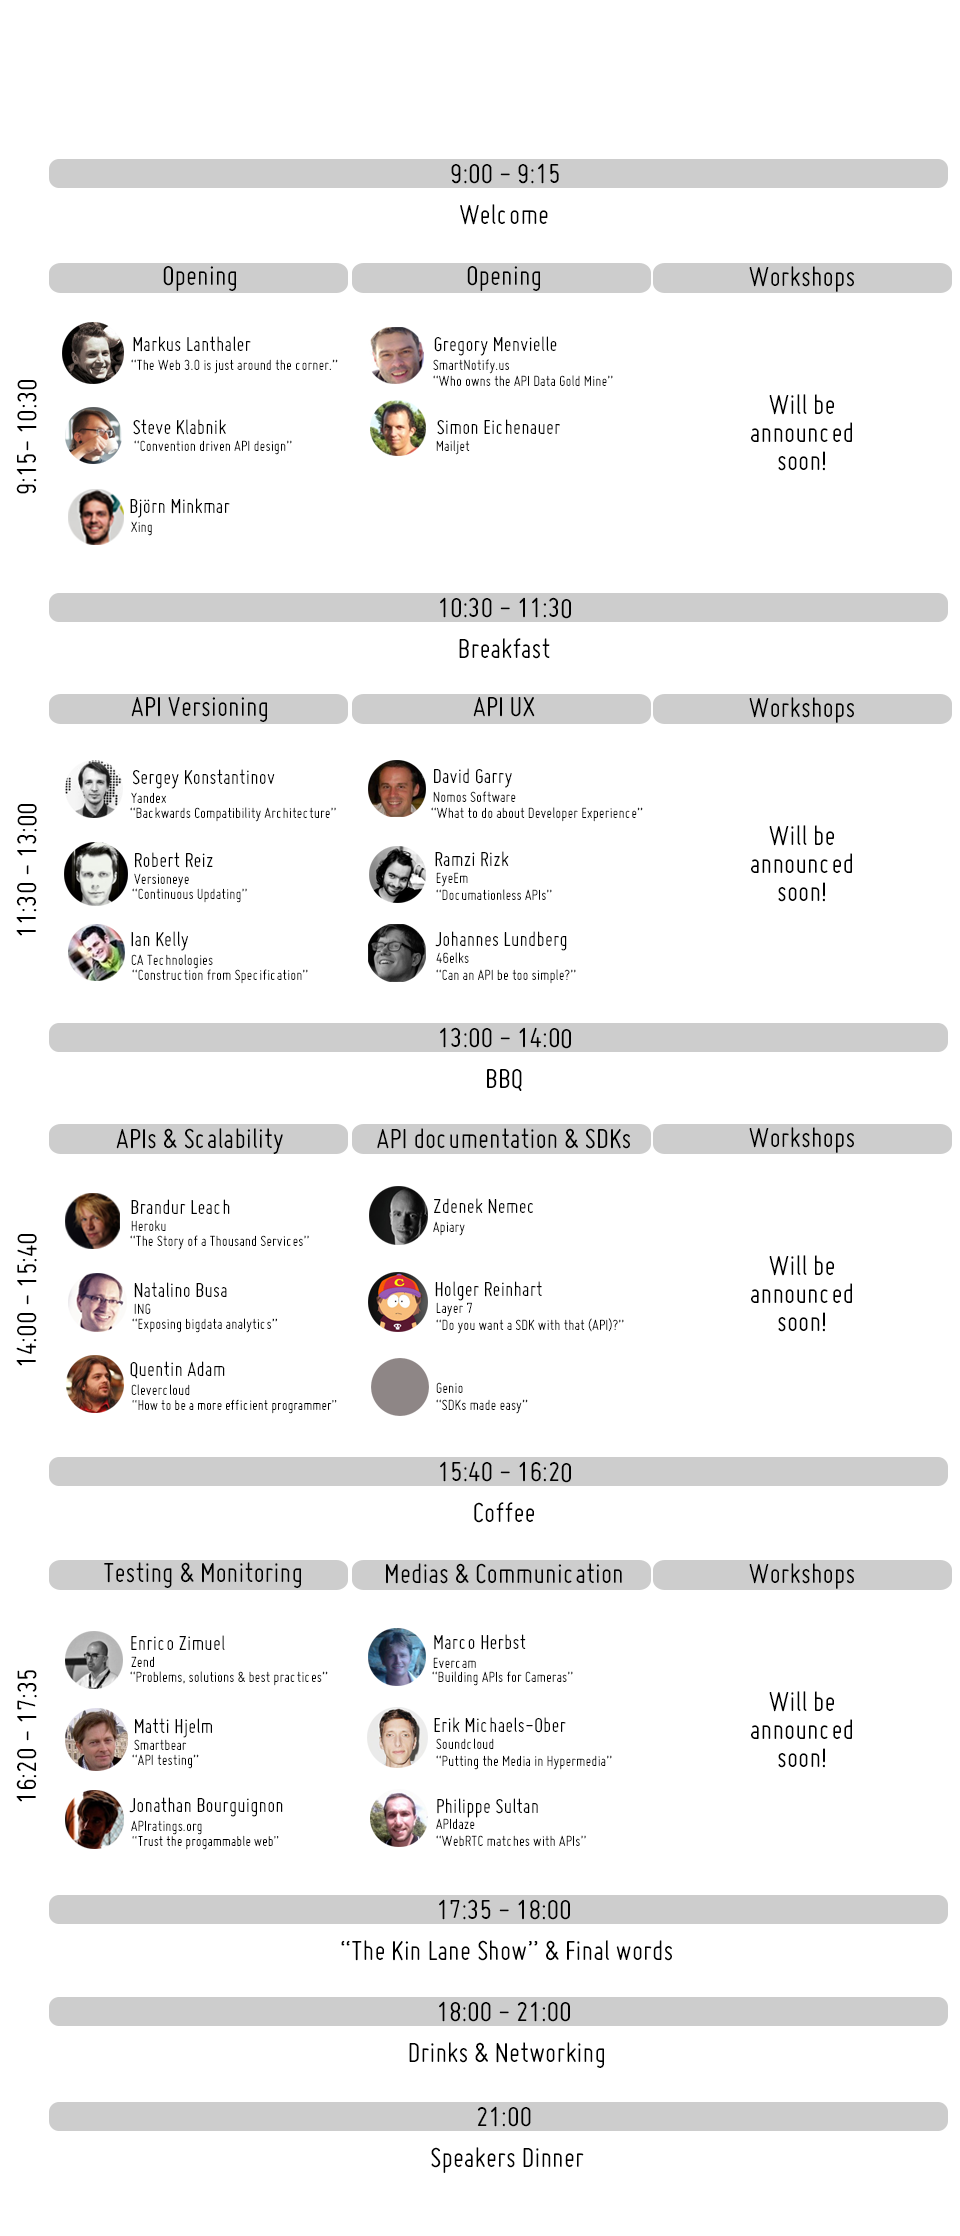 9:00 - 9:15
Welcome
Opening
Opening
Workshops
9:15 - 10:30
Markus Lanthaler
"The Web 3.0 is just around the corner."
Steve Klabnik
"Convention driven API design"
Björn Minkmar
Xing
Gregory Menvielle
SmartNotify.us
"Who owns the API Data Gold Mine"
Simon Eichenauer
Mailjet
Will be
announced
soon!
10:30 - 11:30
Breakfast
API Versioning
API UX
Workshops
11:30 - 13:00
Sergey Konstantinov
Yandex
"Backwards Compatibility Architecture"
Robert Reiz
Versioneye
"Continuous Updating"
Ian Kelly
CA Technologies
"Construction from Specification"
David Garry
Nomos Software
"What to do about Developer Experience"
Ramzi Rizk
EyeEm
"Documationless APIs"
Johannes Lundberg
46elks
"Can an API be too simple?"
Will be
announced
soon!
13:00 - 14:00
BBQ
APIs & Scalability
API documentation & SDKs
Workshops
14:00 - 15:40
Brandur Leach
Heroku
"The Story of a Thousand Services"
Natalino Busa
ING
"Exposing bigdata analytics"
Quentin Adam
Clevercloud
"How to be a more efficient programmer"
Zdenek Nemec
Apiary
Holger Reinhart
Layer 7
"Do you want a SDK with that (API)?"
Genio
"SDKs made easy"
Will be
announced
soon!
15:40 - 16:20
Coffee
Testing & Monitoring
Medias & Communication
Workshops
16:20 - 17:35
Enrico Zimuel
Zend
"Problems, solutions & best practices"
Matti Hjelm
Smartbear
"API testing"
Jonathan Bourguignon
APIratings.org
"Trust the progammable web"
Marco Herbst
Evercam
"Building APIs for Cameras"
Erik Michaels-Ober
Soundcloud
"Putting the Media in Hypermedia"
Philippe Sultan
APIdaze
"WebRTC matches with APIs"
Will be
announced
soon!
17:35 - 18:00
"The Kin Lane Show" & Final words
18:00 - 21:00
Drinks & Networking
21:00
Speakers Dinner